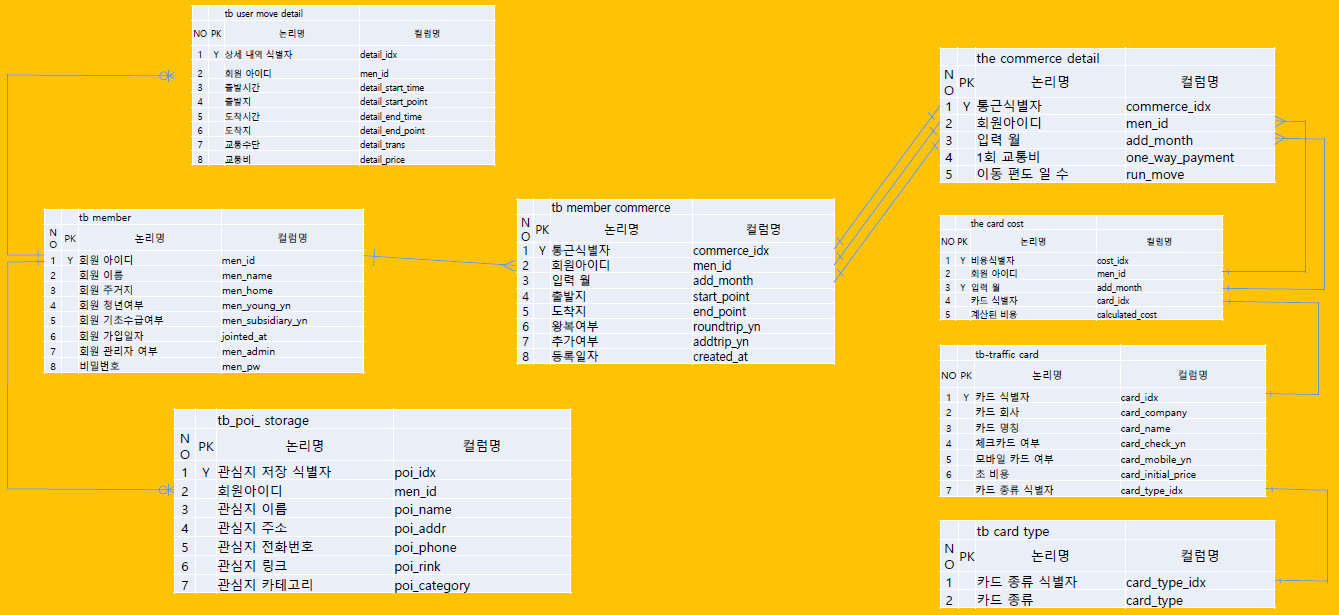 tb user move detail
NO PK 논리명 컬럼명
1 Y 상세 내역 식별자 detail_idx
2 회원 아이디 men_id
3 출발시간 detail_start_time
4 출발지 detail_start_point
5 도착시간 detail_end_time
6 도착지 detail_end_point
7 교통수단 detail_trans
8 교통비 detail_price
tb member
NO PK 논리명 컬럼명
1 Y 회원 아이디 men_id
2 회원 이름 men_name
3 회원 주거지 men_home
4 회원 청년여부 men_young_yn
5 회원 기초수급여부 men_subsidiary_yn
6 회원 가입일자 jointed_at
7 회원 관리자 여부 men_admin
8 비밀번호 men_pw
tb_poi_ storage
NO PK 논리명 컬럼명
1 Y 관심지 저장 식별자 poi_idx
2 회원아이디 men_id
3 관심지 이름 poi_name
4 관심지 주소 poi_addr
5 관심지 전화번호 poi_phone
6 관심지 링크 poi_rink
7 관심지 카테고리 poi_category
tb member commerce
NO PK 논리명 컬럼명
1 Y 통근식별자 commerce_idx
2 회원아이디 men_id
3 입력 월 add_month
4 출발지 start_point
5 도착지 end_point
6 왕복여부 roundtrip_yn
7 추가여부 addtrip_yn
8 등록일자 created_at
the commerce detail
NO PK 논리명 컬럼명
1 Y 통근식별자 commerce_idx
2 회원아이디 men_id
3 입력 월 add_month
4 1회 교통비 one_way_payment
5 이동 편도 일 수 run_move
the card cost
NO PK 논리명 컬럼명
1 Y 비용식별자 cost_idx
2 회원 아이디 men_id
3 Y 입력 월 add_month
4 카드 식별자 card_idx
5 계산된 비용 calculated_cost
tb-traffic card
NO PK 논리명 컬럼명
1 Y 카드 식별자 card_idx
2 카드 회사 card_company
3 카드 명칭 card_name
4 체크카드 여부 card_check_yn
5 모바일 카드 여부 card_mobile_yn
6 초 비용 card_initial_price
7 카드 종류 식별자 card_type_idx
tb card type
NO PK 논리명 컬럼명
1 카드 종류 식별자 card_type_idx
2 카드 종류 card_type